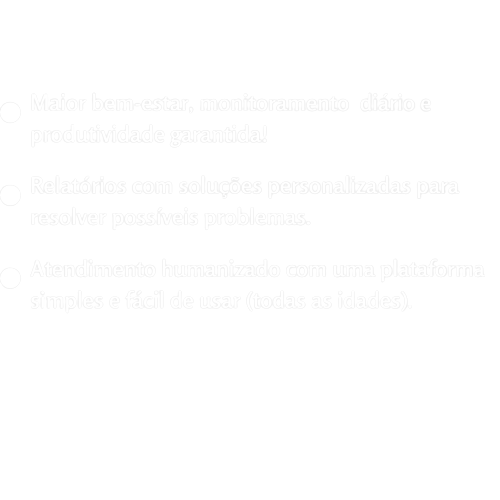 Maior bem-estar, monitoramento diário e
produtividade garantida!
Relatórios com soluções personalizadas para
resolver possíveis problemas.
Atendimento humanizado com uma plataforma
simples e fácil de usar (todas as idades).